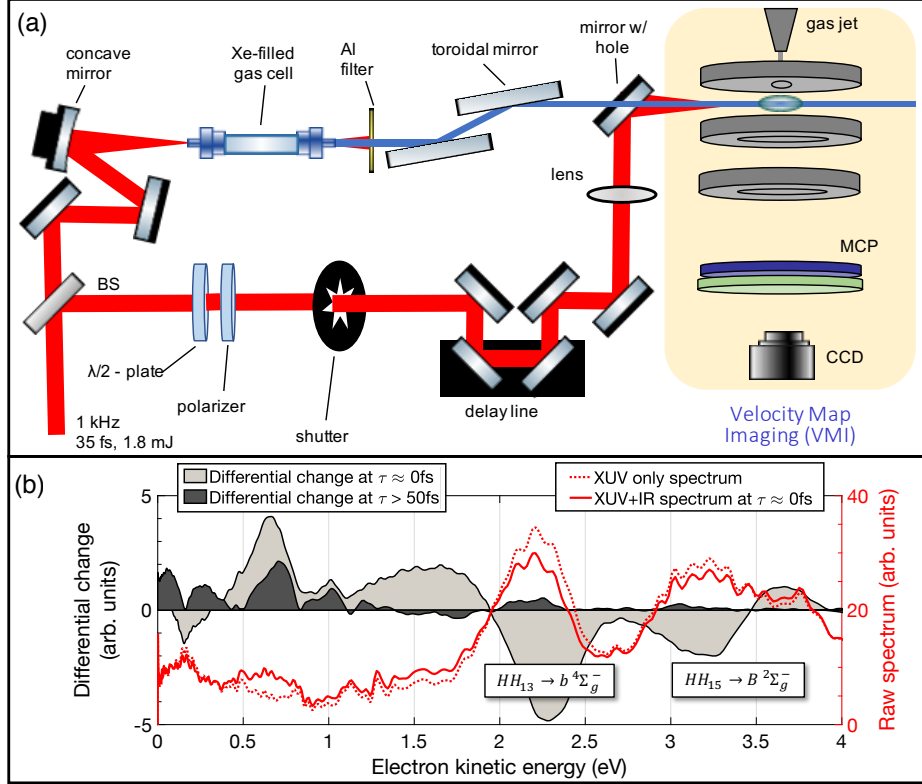 (a)
concave
mirror
Xe-filled
gas cell
Al
filter
toroidal mirror
mirror w/
hole
gas jet
lens
BS
MCP
λ/2 - plate
polarizer
shutter
delay line
CCD
1 kHz
35 fs, 1.8 mJ
Velocity Map
Imaging (VMI)
(b)
Differential change at τ ≈ 0fs
Differential change at τ > 50fs
XUV only spectrum
XUV+IR spectrum at τ ≈ 0fs
5
0
-5
Differential change
(arb. units)
40
20
0
Raw spectrum (arb. units)
HH₁₃ → b ⁴Σg⁻
HH₁₅ → B ²Σg⁻
0 0.5 1 1.5 2 2.5 3 3.5 4
Electron kinetic energy (eV)